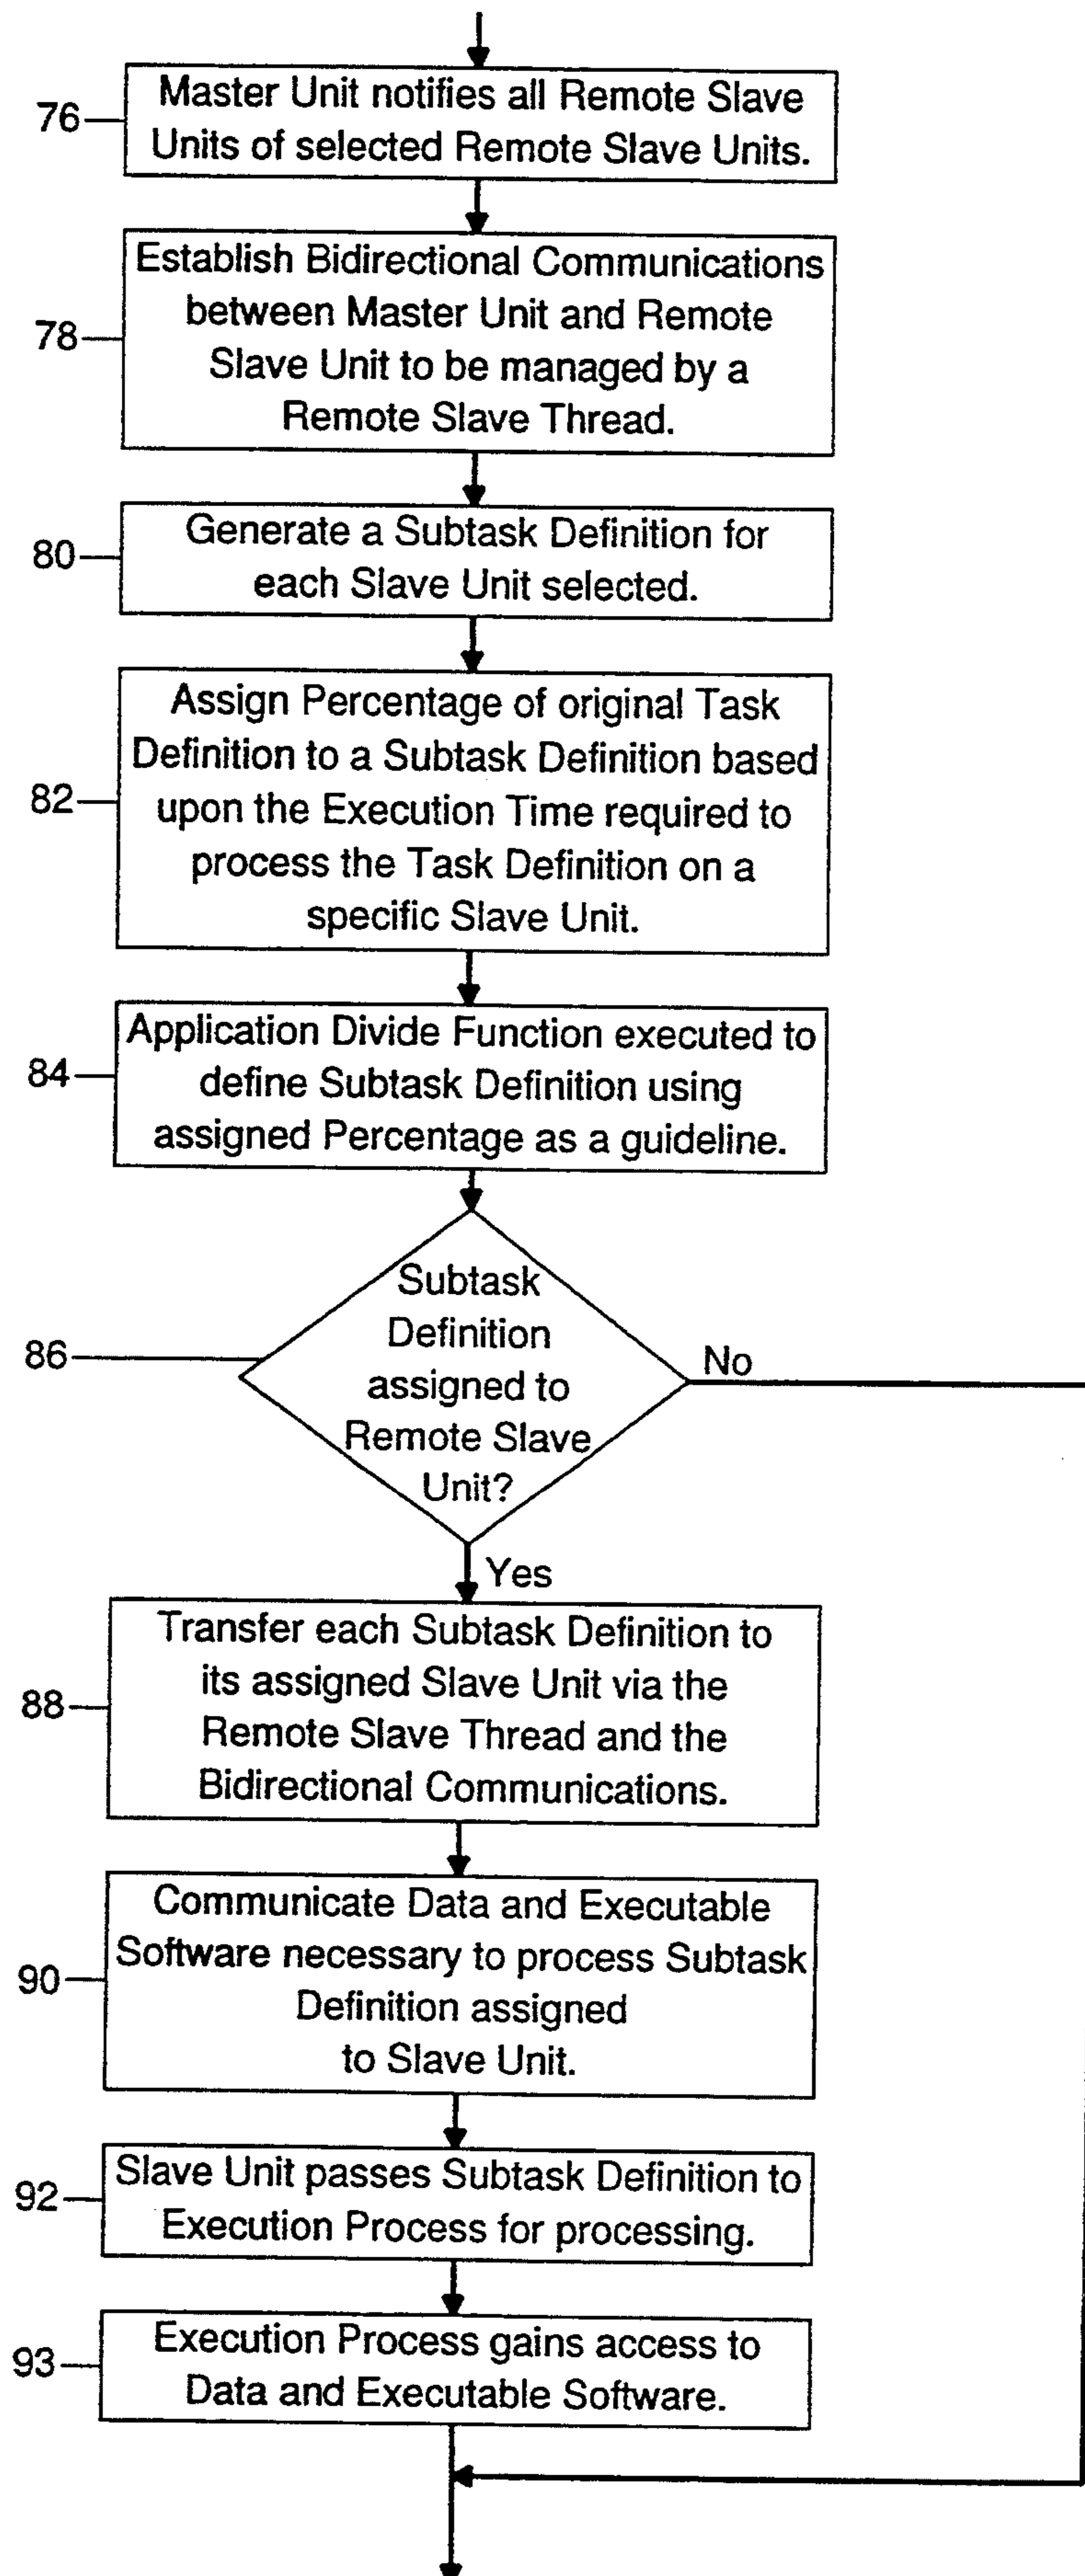 Master Unit notifies all Remote Slave
76
Units of selected Remote Slave Units.
Establish Bidirectional Communications
between Master Unit and Remote
78
Slave Unit to be managed by a
Remote Slave Thread.
Generate a Subtask Definition for
80
each Slave Unit selected.
Assign Percentage of original Task
Definition to a Subtask Definition based
82
upon the Execution Time required to
process the Task Definition on a
specific Slave Unit.
Application Divide Function executed to
84
define Subtask Definition using
assigned Percentage as a guideline.
Subtask
Definition
86
assigned to
Remote Slave
Unit?
No
Yes
Transfer each Subtask Definition to
its assigned Slave Unit via the
88
Remote Slave Thread and the
Bidirectional Communications.
Communicate Data and Executable
Software necessary to process Subtask
90
Definition assigned
to Slave Unit.
Slave Unit passes Subtask Definition to
92
Execution Process for processing.
Execution Process gains access to
93
Data and Executable Software.